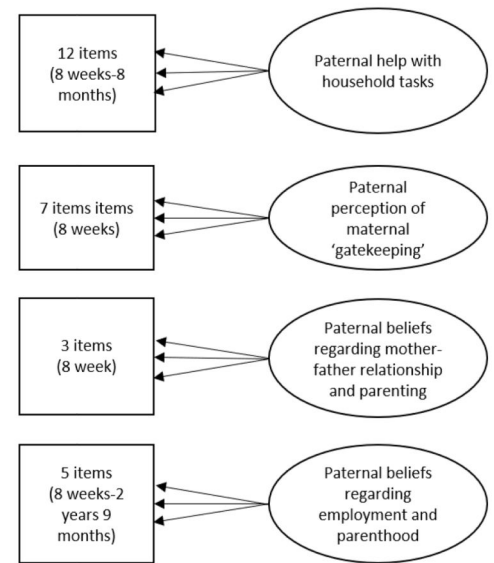 12 items
(8 weeks-8
months)
Paternal help with
household tasks
7 items items
(8 weeks)
Paternal
perception of
maternal
‘gatekeeping’
3 items
(8 week)
Paternal beliefs
regarding mother-
father relationship
and parenting
5 items
(8 weeks-2
years 9
months)
Paternal beliefs
regarding
employment and
parenthood